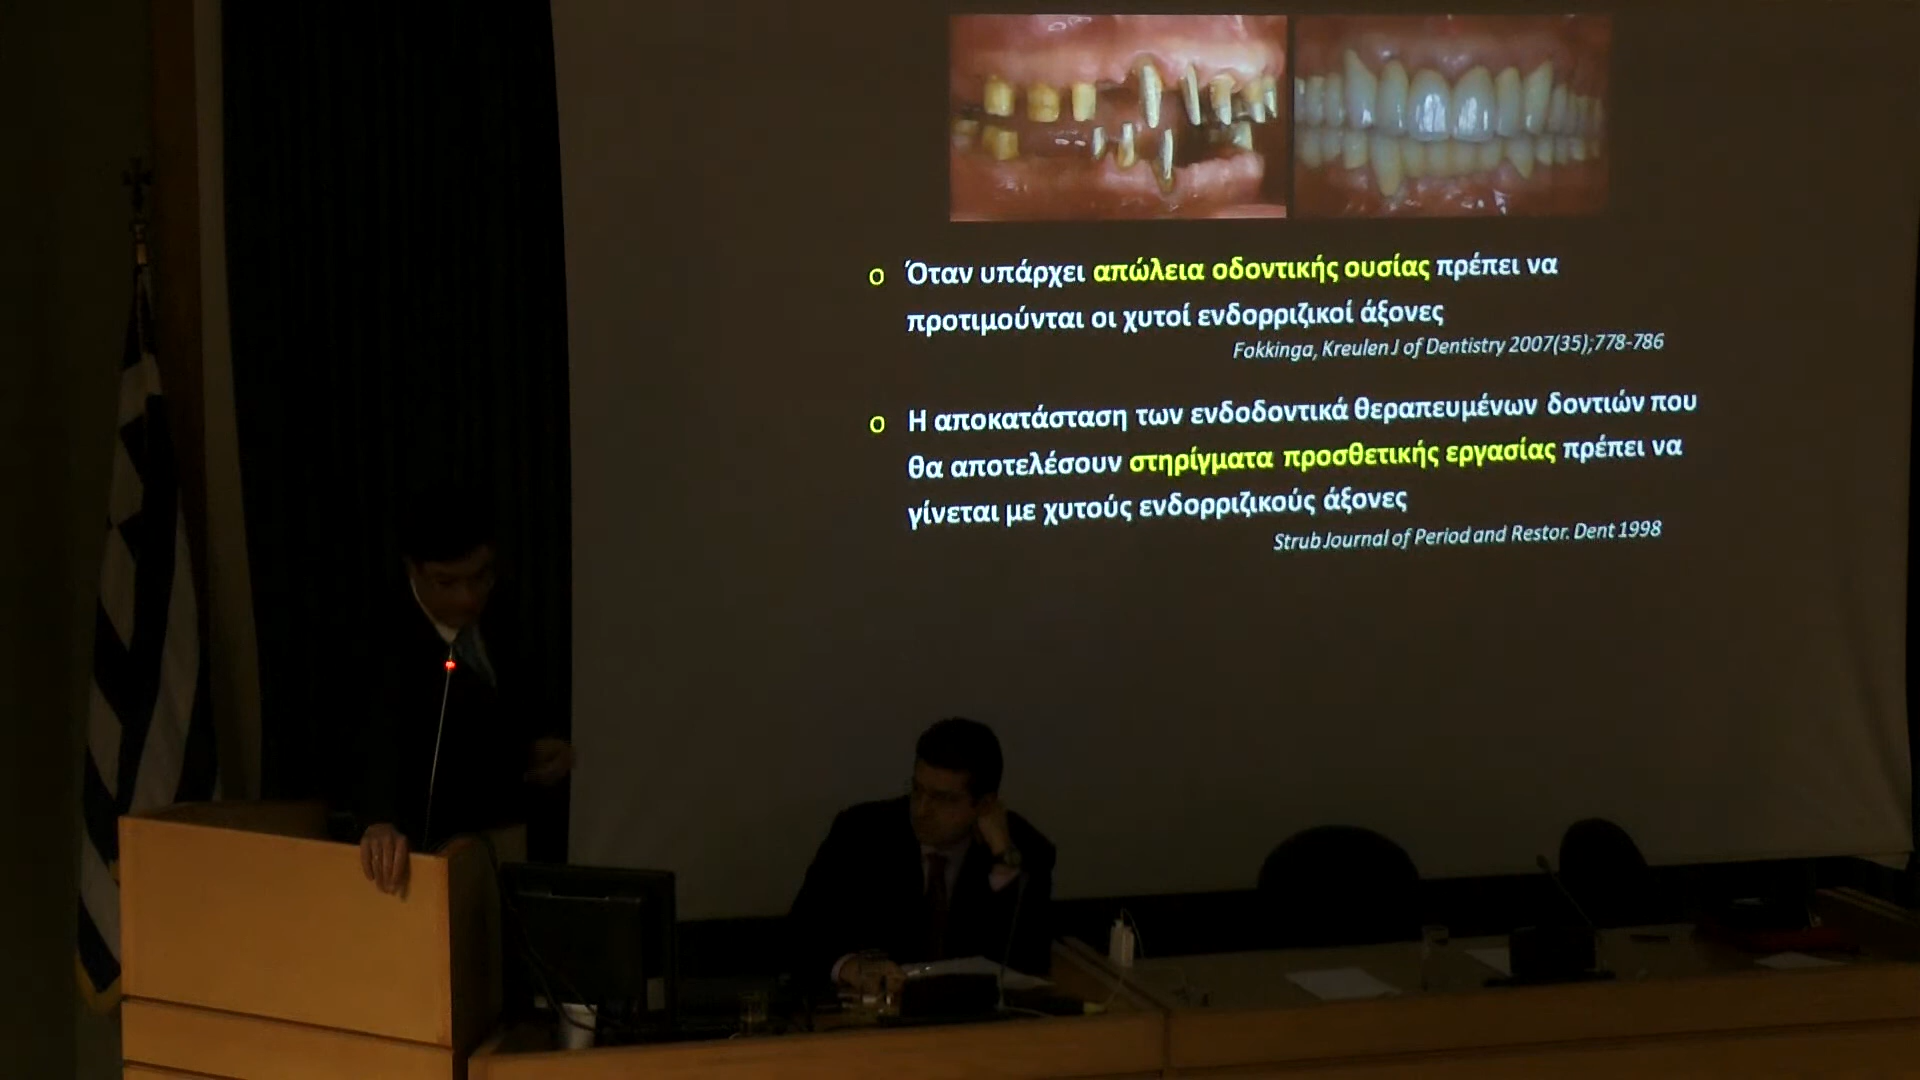 o Όταν υπάρχει απώλεια οδοντικής ουσίας πρέπει να
προτιμούνται οι χυτοί ενδορριζικοί άξονες
Fokkinga, Kreulen J of Dentistry 2007(35);778-786
o Η αποκατάσταση των ενδοδοντικά θεραπευμένων δοντιών που
θα αποτελέσουν στηρίγματα προσθετικής εργασίας πρέπει να
γίνεται με χυτούς ενδορριζικούς άξονες
Strub Journal of Period and Restor. Dent 1998